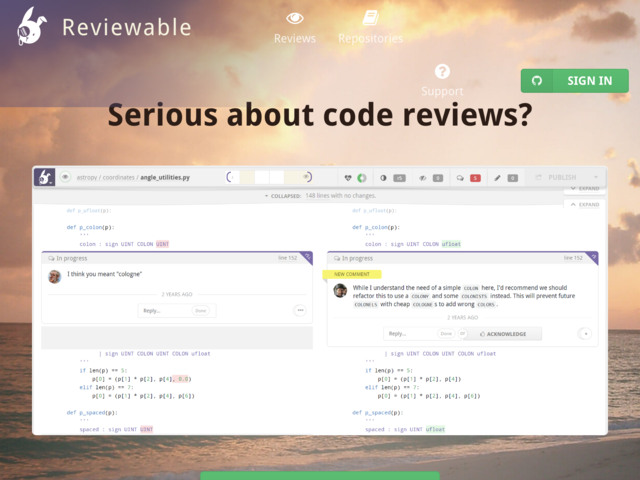 Reviewable
Reviews
Repositories
Support
SIGN IN
Serious about code reviews?
astropy / coordinates / angle_utilities.py
PUBLISH
COLLAPSED: 148 lines with no changes.
EXPAND
EXPAND
def p_ufloat(p):
def p_ufloat(p):
def p_colon(p):
def p_colon(p):
'''
'''
colon : sign UINT COLON UINT
colon : sign UINT COLON ufloat
In progress
line 152
In progress
line 152
I think you meant "cologne"
2 YEARS AGO
Reply...
Done
NEW COMMENT
While I understand the need of a simple COLON here, I'd recommend we should
refactor this to use a COLONY and some COLONISTS instead. This will prevent future
COLONELS with cheap COLOGNE s to add wrong COLORS .
2 YEARS AGO
Reply...
Done
ACKNOWLEDGE
| sign UINT COLON UINT COLON ufloat
| sign UINT COLON UINT COLON ufloat
'''
'''
if len(p) == 5:
if len(p) == 5:
p[0] = (p[1] * p[2], p[4], 0.0)
p[0] = (p[1] * p[2], p[4])
elif len(p) == 7:
elif len(p) == 7:
p[0] = (p[1] * p[2], p[4], p[6])
p[0] = (p[1] * p[2], p[4], p[6])
def p_spaced(p):
def p_spaced(p):
'''
'''
spaced : sign UINT UINT
spaced : sign UINT ufloat